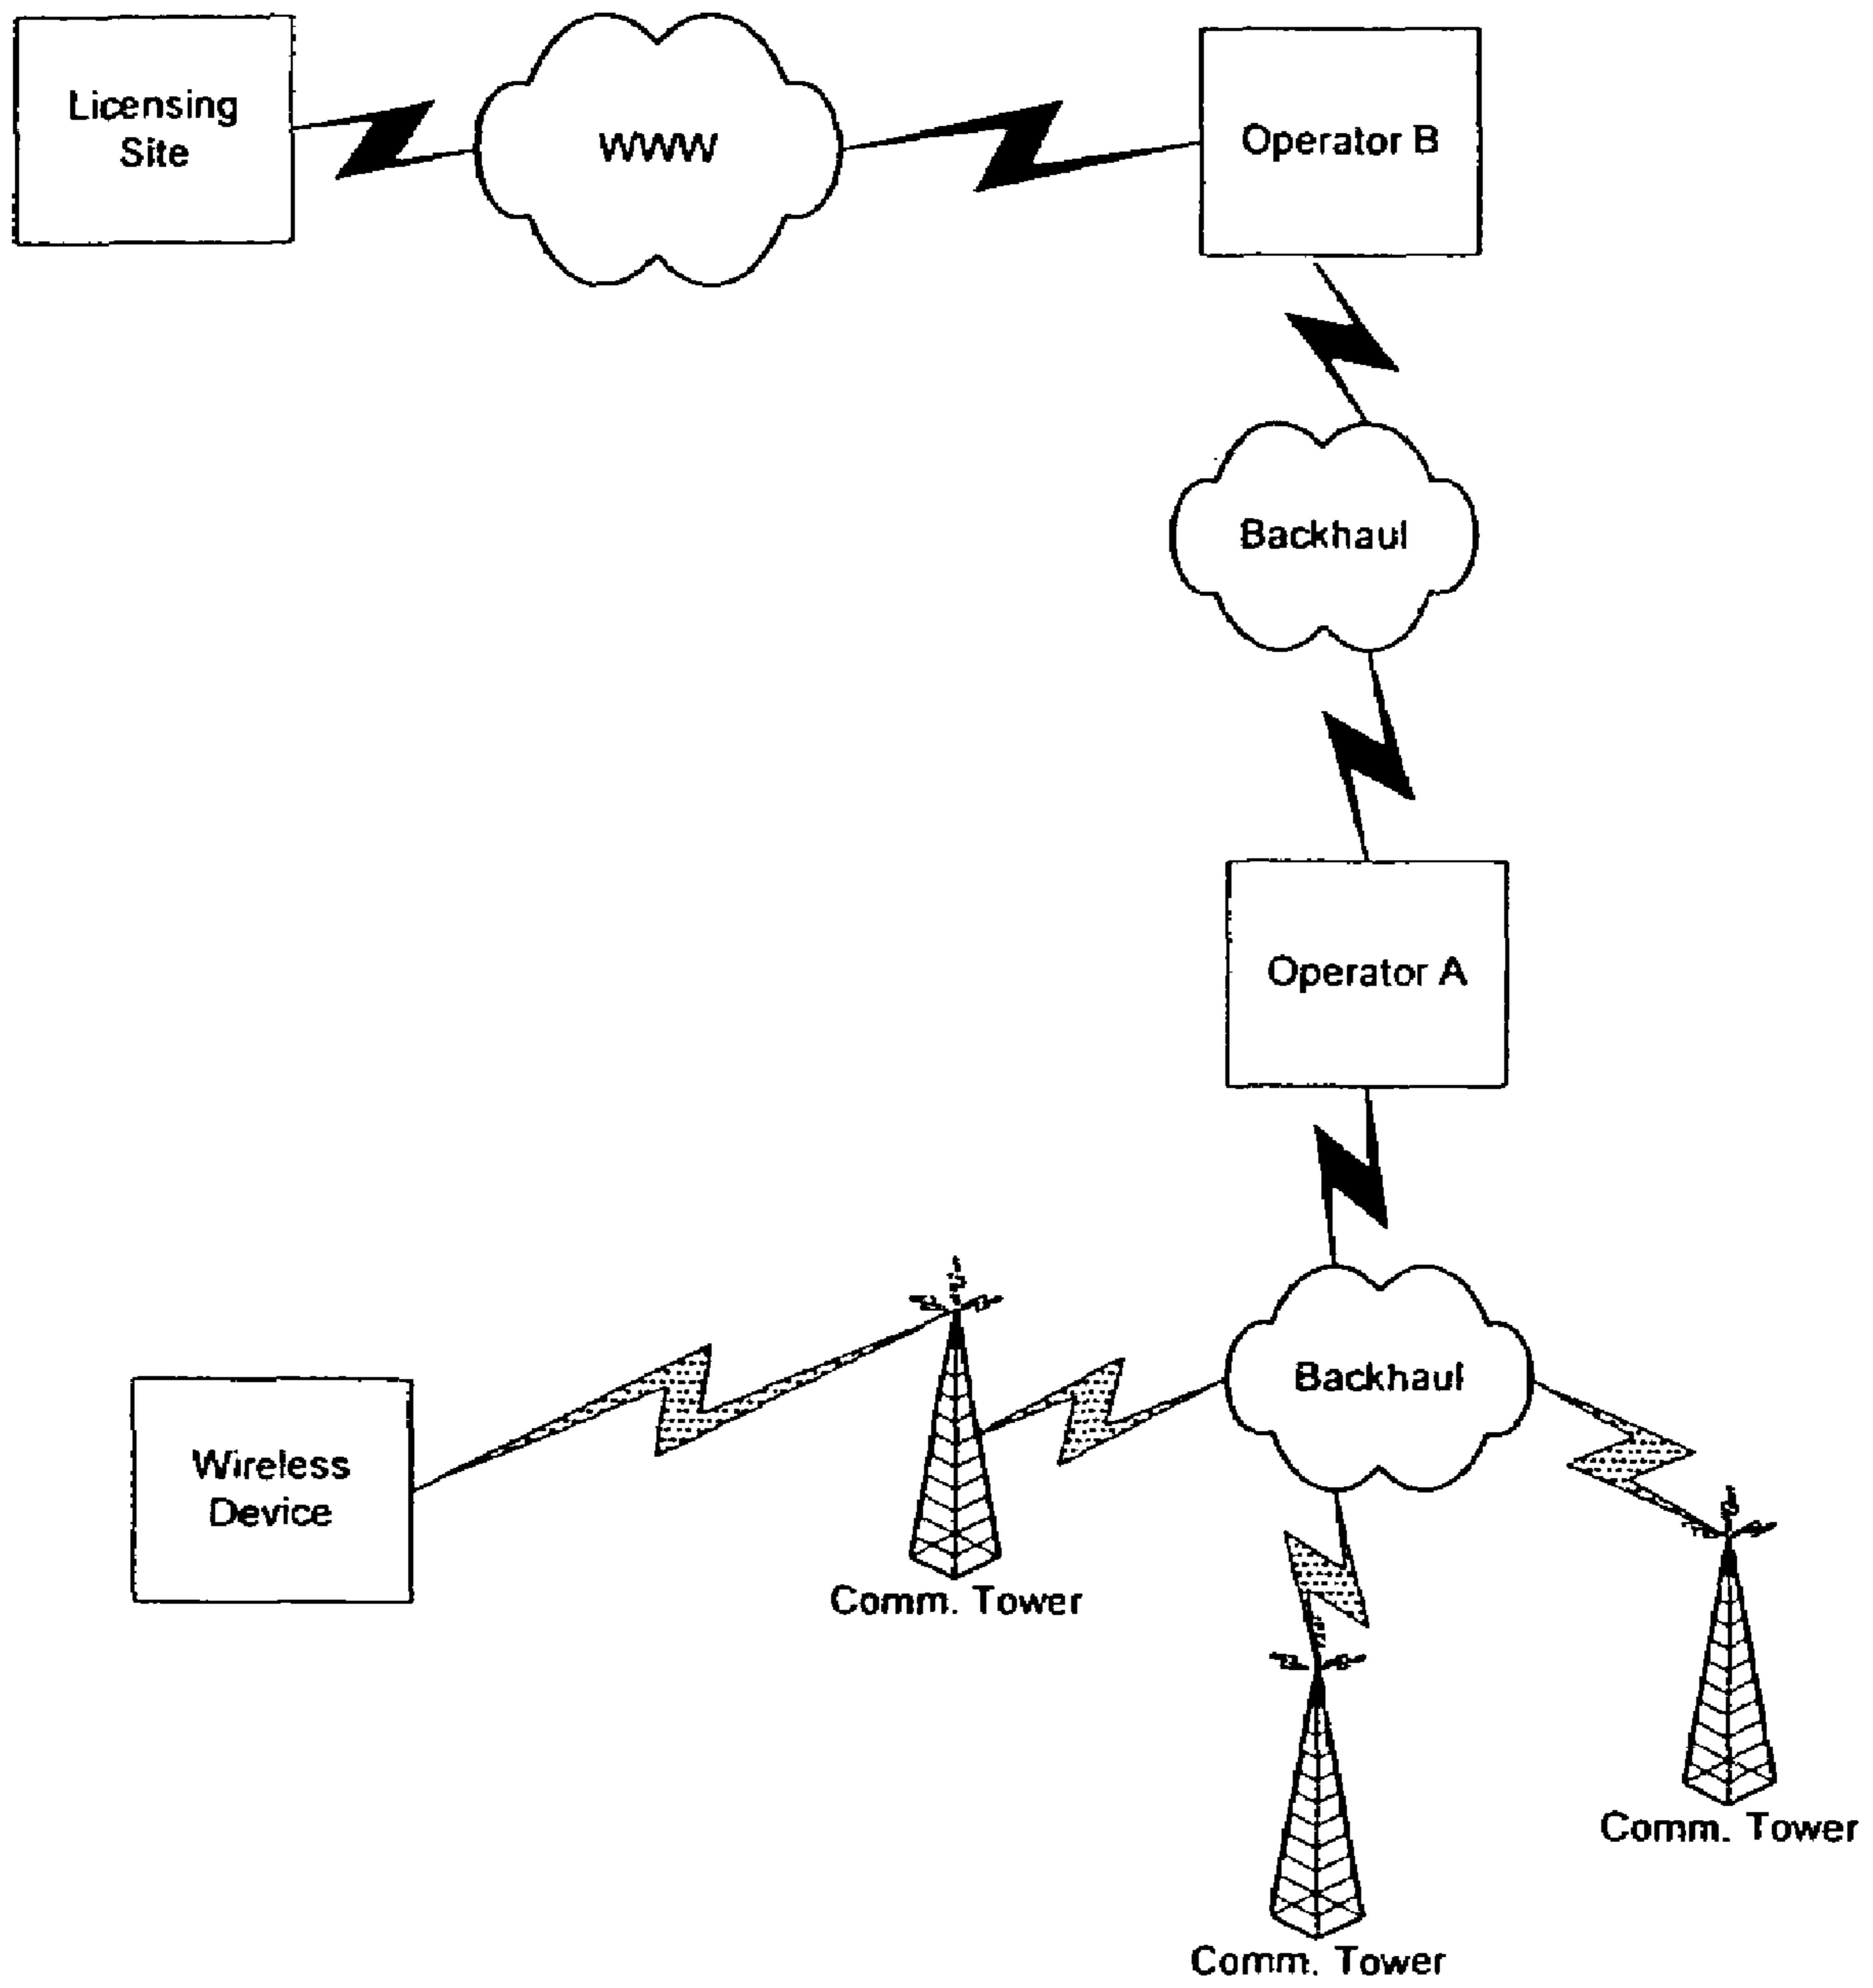 Licensing
Site
WWW
Operator B
Backhaul
Operator A
Backhaul
Wireless
Device
Comm. Tower
Comm. Tower
Comm. Tower